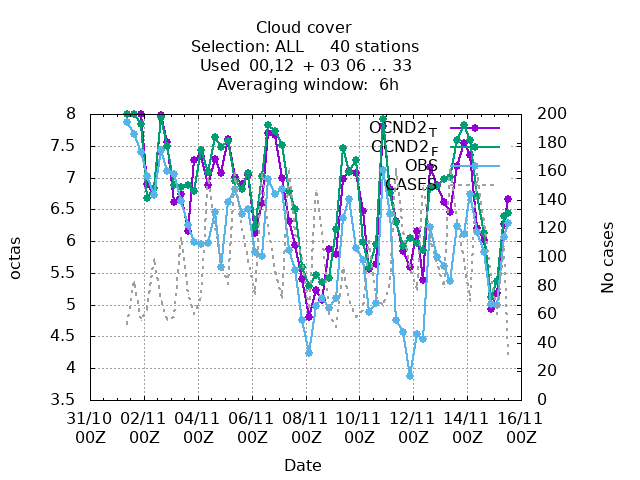 Cloud cover
Selection: ALL 40 stations
Used 00,12 + 03 06 ... 33
Averaging window: 6h
octas
8
7.5
7
6.5
6
5.5
5
4.5
4
3.5
OCND2 T
OCND2 F
OBS
CASES
200
180
160
140
120
100
80
60
40
20
0
No cases
31/10 02/11 04/11 06/11 08/11 10/11 12/11 14/11 16/11
00Z 00Z 00Z 00Z 00Z 00Z 00Z 00Z 00Z
Date